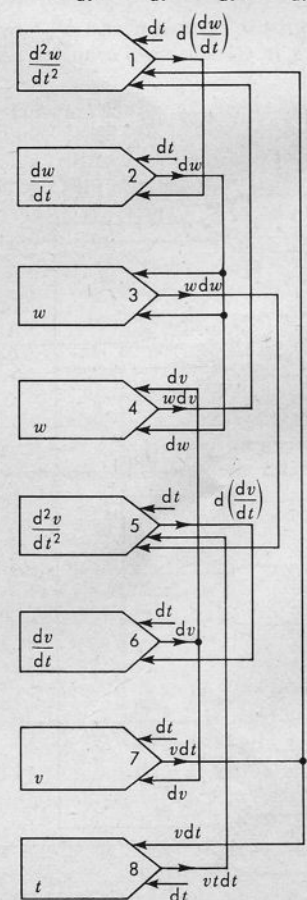 dt d(dw/dt)
d²w/dt² 1
dt
dw/dt 2 dw
3 wdw
w
dv
4 wdv
w dw
dt d(dv/dt)
d²v/dt² 5
dt
dv/dt 6 dv
dt
7 vdt
v dv
vdt
8
t vtdt
dt